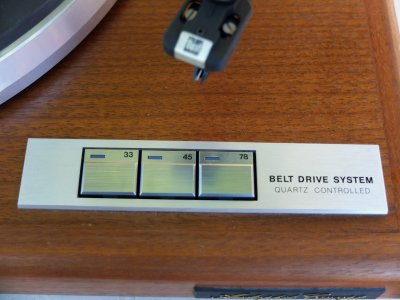 33 45 78
BELT DRIVE SYSTEM
QUARTZ CONTROLLED